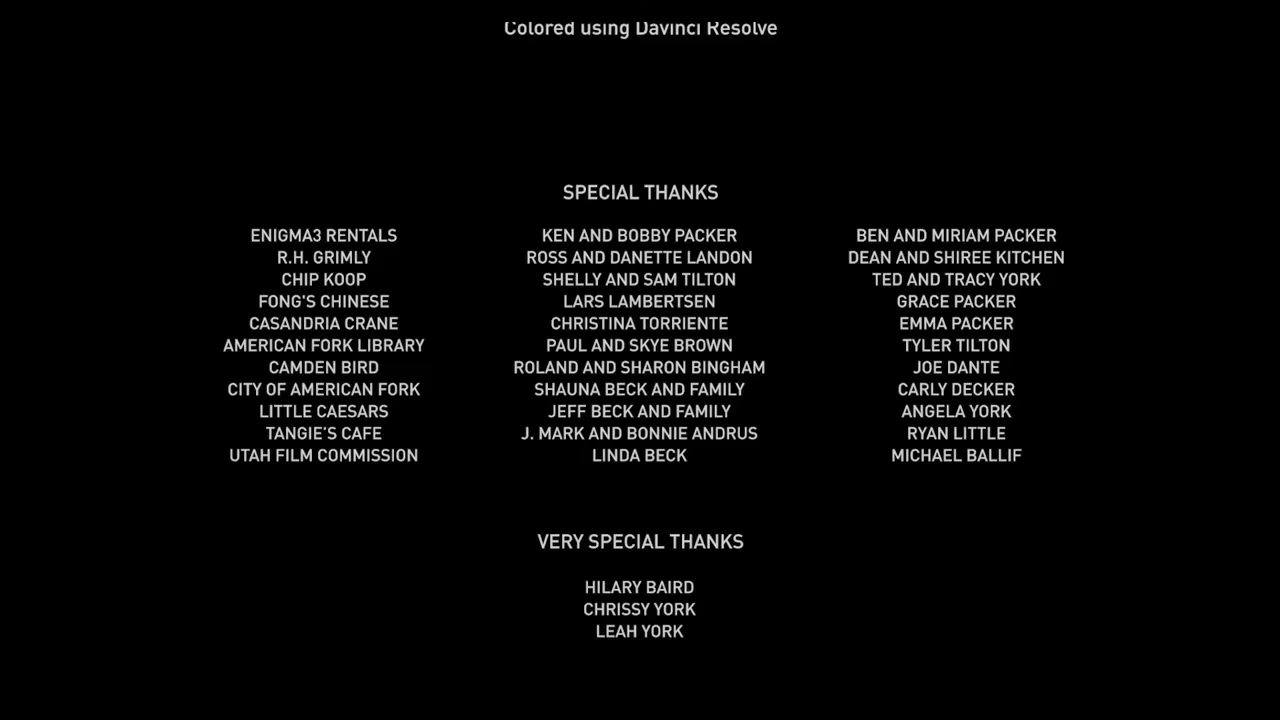 Colored using Davinci Resolve
SPECIAL THANKS
ENIGMA3 RENTALS
R.H. GRIMLY
CHIP KOOP
FONG'S CHINESE
CASANDRIA CRANE
AMERICAN FORK LIBRARY
CAMDEN BIRD
CITY OF AMERICAN FORK
LITTLE CAESARS
TANGIE'S CAFE
UTAH FILM COMMISSION
KEN AND BOBBY PACKER
ROSS AND DANETTE LANDON
SHELLY AND SAM TILTON
LARS LAMBERTSEN
CHRISTINA TORRIENTE
PAUL AND SKYE BROWN
ROLAND AND SHARON BINGHAM
SHAUNA BECK AND FAMILY
JEFF BECK AND FAMILY
J. MARK AND BONNIE ANDRUS
LINDA BECK
BEN AND MIRIAM PACKER
DEAN AND SHIREE KITCHEN
TED AND TRACY YORK
GRACE PACKER
EMMA PACKER
TYLER TILTON
JOE DANTE
CARLY DECKER
ANGELA YORK
RYAN LITTLE
MICHAEL BALLIF
VERY SPECIAL THANKS
HILARY BAIRD
CHRISSY YORK
LEAH YORK